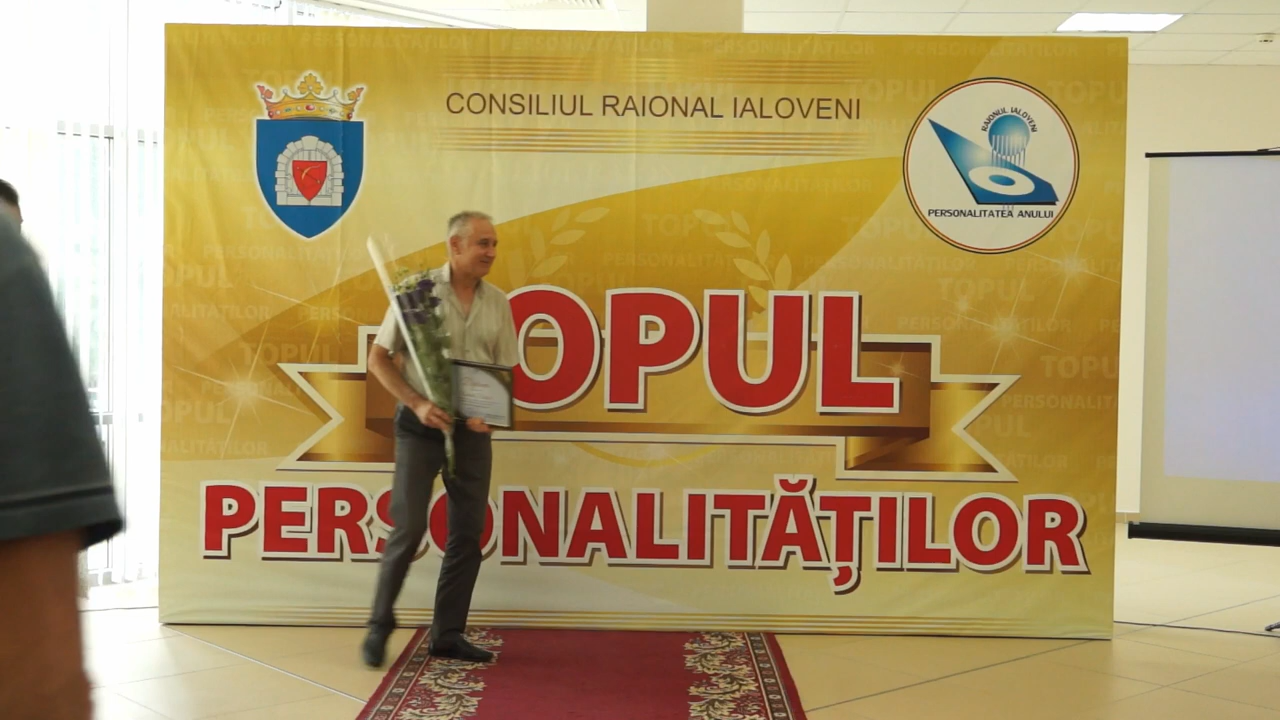 CONSILIUL RAIONAL IALOVENI
RAIONUL IALOVENI
PERSONALITATEA ANULUI
TOPUL
PERSONALITĂȚILOR